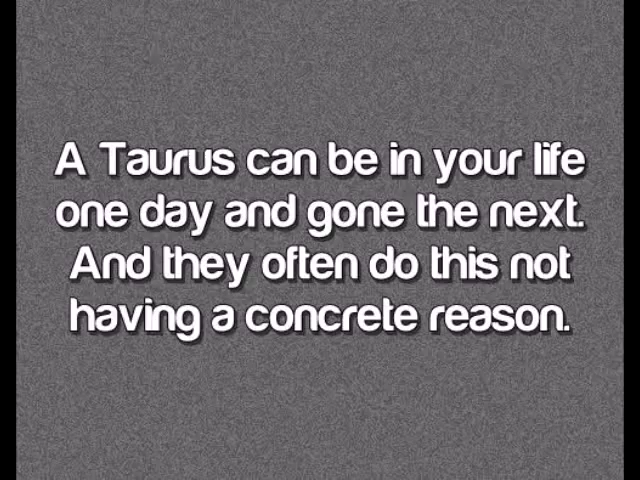 A Taurus can be in your life
one day and gone the next.
And they often do this not
having a concrete reason.